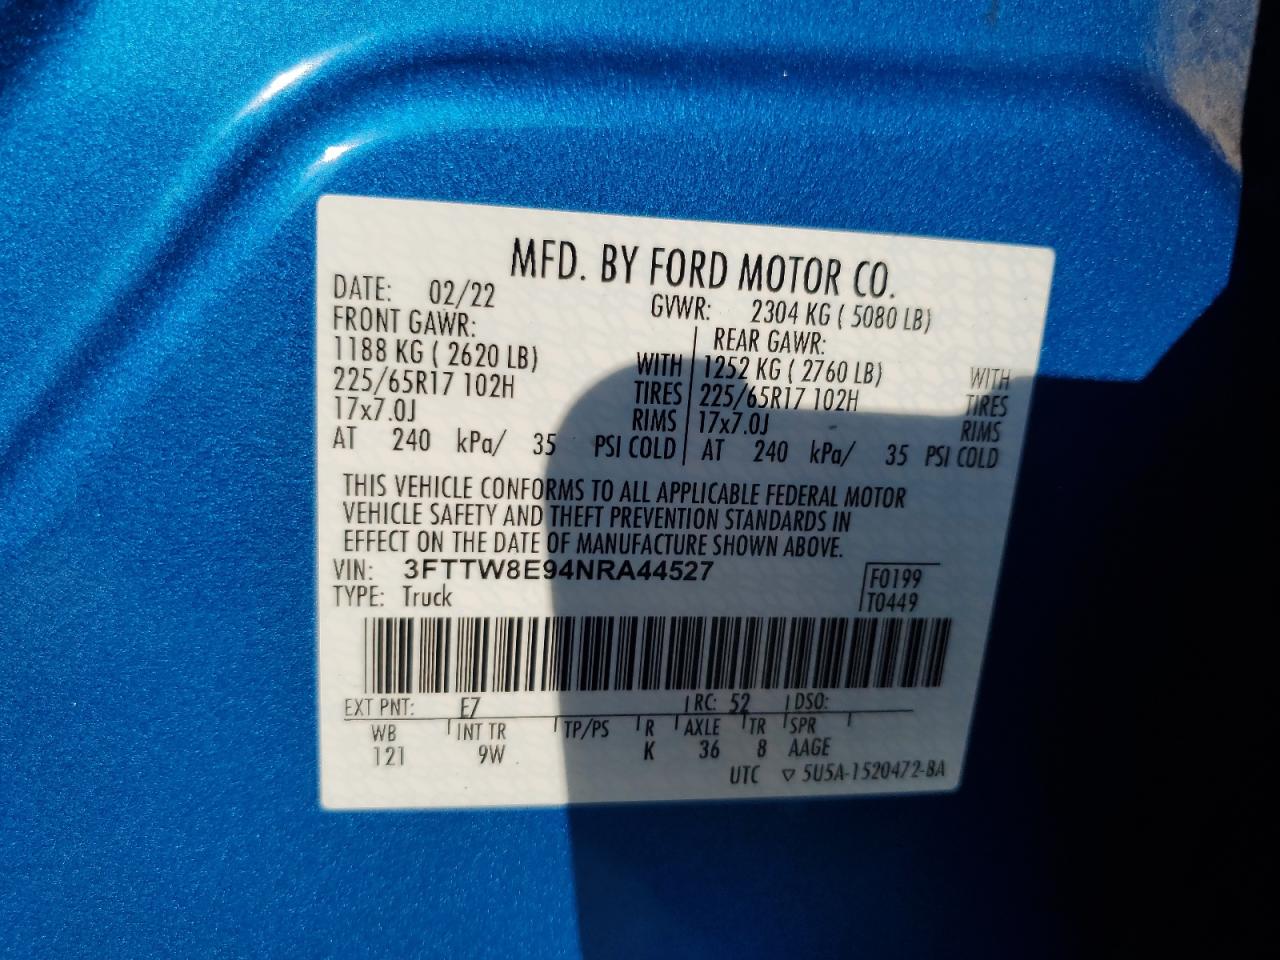 MFD. BY FORD MOTOR CO.
DATE: 02/22 GVWR: 2304 KG ( 5080 LB)
FRONT GAWR: REAR GAWR:
1188 KG ( 2620 LB) WITH 1252 KG ( 2760 LB) WITH
225/65R17 102H TIRES 225/65R17 102H TIRES
17x7.0J RIMS 17x7.0J RIMS
AT 240 kPa/ 35 PSI COLD AT 240 kPa/ 35 PSI COLD
THIS VEHICLE CONFORMS TO ALL APPLICABLE FEDERAL MOTOR
VEHICLE SAFETY AND THEFT PREVENTION STANDARDS IN
EFFECT ON THE DATE OF MANUFACTURE SHOWN ABOVE.
VIN: 3FTTW8E94NRA44527 F0199
TYPE: Truck T0449
EXT PNT: E7 RC: 52 DSO:
WB INT TR TP/PS R AXLE TR SPR
121 9W K 36 8 AAGE
UTC ▽ 5U5A-1520472-BA